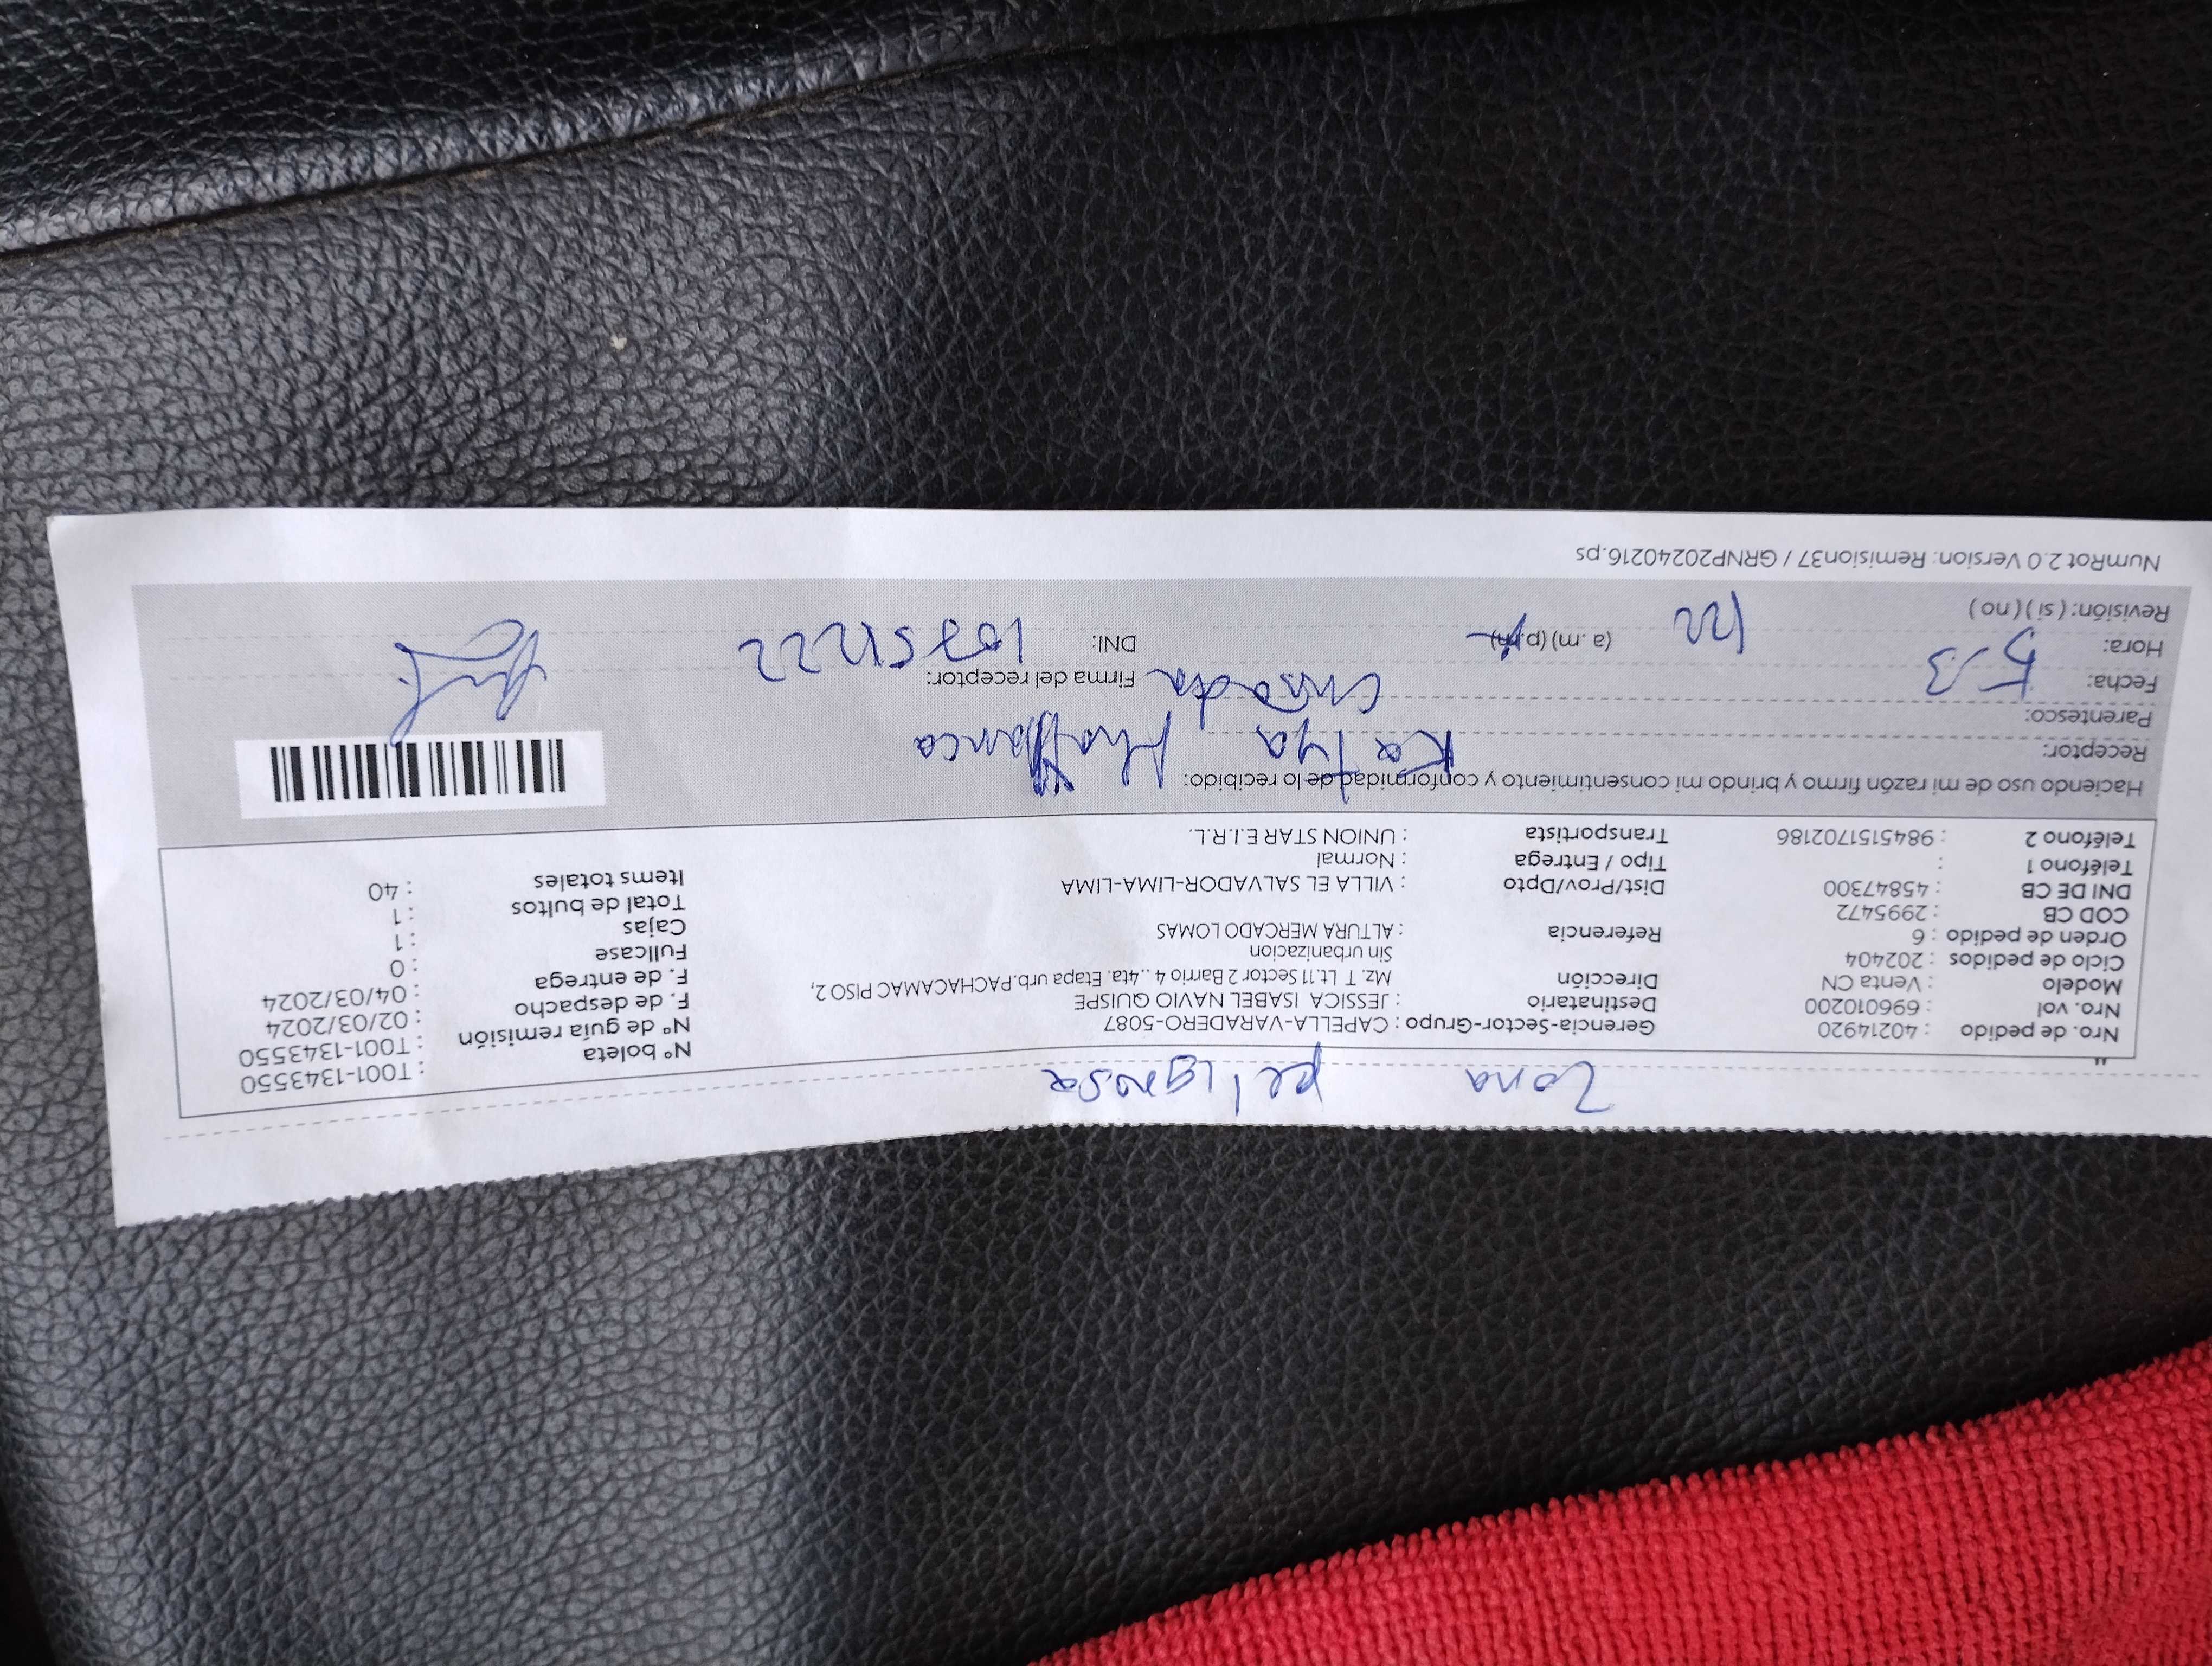 Zona peligrosa
Nro. de pedido : 40214920 Gerencia-Sector-Grupo : CAPELLA-VARADERO-5087 N° boleta : T001-1343550
Nro. vol : 696010200 Destinatario : JESSICA ISABEL NAVIO QUISPE N° de guía remisión : T001-1343550
Modelo : Venta CN Dirección Mz. T Lt.11 Sector 2 Barrio 4 ..4ta. Etapa urb.PACHACAMAC PISO 2, F. de despacho : 02/03/2024
Ciclo de pedidos : 202404 Sin urbanizacion F. de entrega : 04/03/2024
Orden de pedido : 6 Referencia : ALTURA MERCADO LOMAS Fullcase : 0
COD CB : 2995472 Cajas : 1
DNI DE CB : 45847300 Dist/Prov/Dpto : VILLA EL SALVADOR-LIMA-LIMA Total de bultos : 1
Teléfono 1 : Tipo / Entrega : Normal Items totales : 40
Teléfono 2 : 9845151702186 Transportista : UNION STAR E.I.R.L.
Haciendo uso de mi razón firmo y brindo mi consentimiento y conformidad de lo recibido:
Receptor: Katya
Parentesco:
Fecha: 5-3 Firma del receptor:
Hora: (a .m) (p.m) DNI:
Revisión: ( si ) ( no )
NumRot 2.0 Version: Remision37 / GRNP20240216.ps